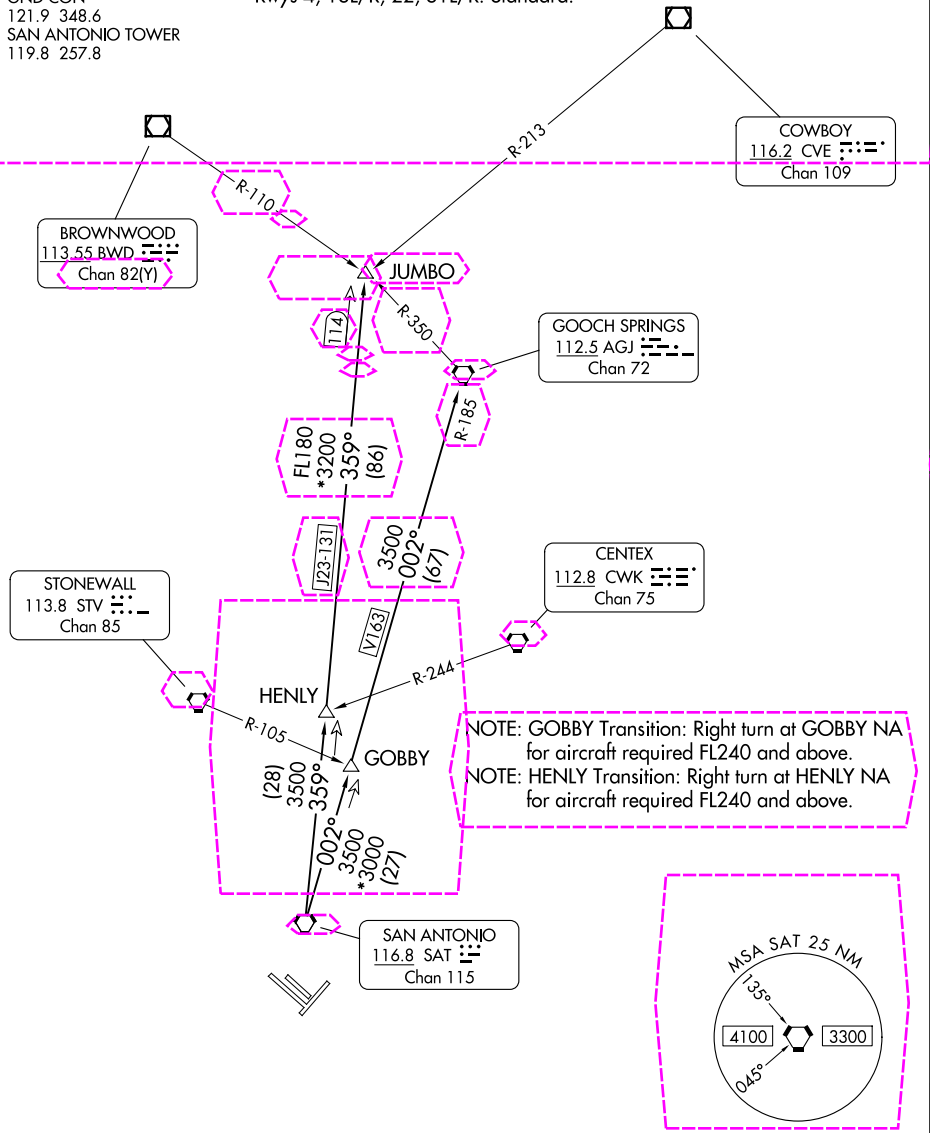 GND CON
121.9 348.6
SAN ANTONIO TOWER
119.8 257.8
COWBOY
116.2 CVE
Chan 109
R-213
R-110
BROWNWOOD
113.55 BWD
Chan 82(Y)
JUMBO
114
R-350
GOOCH SPRINGS
112.5 AGJ
Chan 72
R-185
FL180
*3200
359°
(86)
J23-131
3500
002°
(67)
V163
CENTEX
112.8 CWK
Chan 75
STONEWALL
113.8 STV
Chan 85
R-244
HENLY
R-105
GOBBY
NOTE: GOBBY Transition: Right turn at GOBBY NA
for aircraft required FL240 and above.
NOTE: HENLY Transition: Right turn at HENLY NA
for aircraft required FL240 and above.
(28)
3500
359°
002°
3500
*3000
(27)
SAN ANTONIO
116.8 SAT
Chan 115
MSA SAT 25 NM
135°
4100
3300
045°